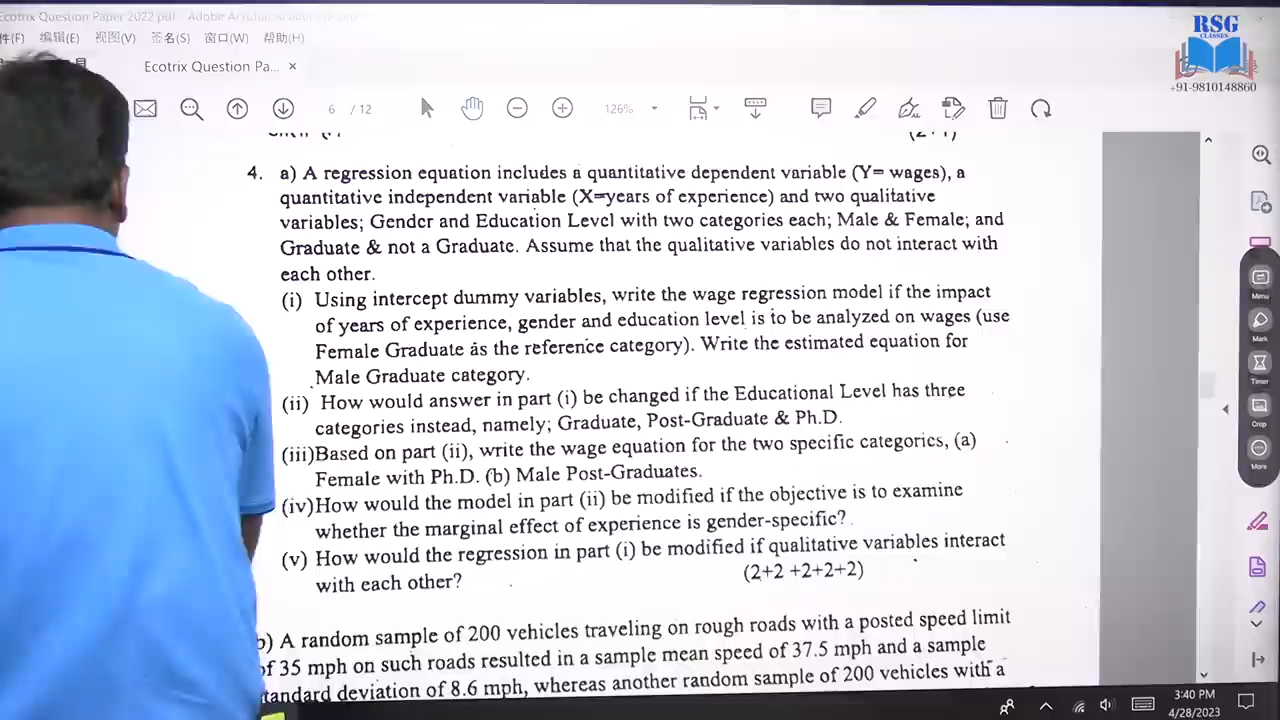 Ecotrix Question Paper 2022.pdf - Adobe Acrobat
RSG
CLASSES
+91-9810148860
件(F) 编辑(E) 视图(V) 签名(S) 窗口(W) 帮助(H)
Ecotrix Question Pa... ×
6 / 12
126%
4. a) A regression equation includes a quantitative dependent variable (Y= wages), a
quantitative independent variable (X=years of experience) and two qualitative
variables; Gender and Education Level with two categories each; Male & Female; and
Graduate & not a Graduate. Assume that the qualitative variables do not interact with
each other.
(i) Using intercept dummy variables, write the wage regression model if the impact
of years of experience, gender and education level is to be analyzed on wages (use
Female Graduate as the reference category). Write the estimated equation for
Male Graduate category.
(ii) How would answer in part (i) be changed if the Educational Level has three
categories instead, namely; Graduate, Post-Graduate & Ph.D.
(iii)Based on part (ii), write the wage equation for the two specific categories, (a)
Female with Ph.D. (b) Male Post-Graduates.
(iv)How would the model in part (ii) be modified if the objective is to examine
whether the marginal effect of experience is gender-specific?
(v) How would the regression in part (i) be modified if qualitative variables interact
with each other? (2+2 +2+2+2)
b) A random sample of 200 vehicles traveling on rough roads with a posted speed limit
of 35 mph on such roads resulted in a sample mean speed of 37.5 mph and a sample
tandard deviation of 8.6 mph, whereas another random sample of 200 vehicles with a
Menu
Mark
Timer
Crop
More
3:40 PM
4/28/2023